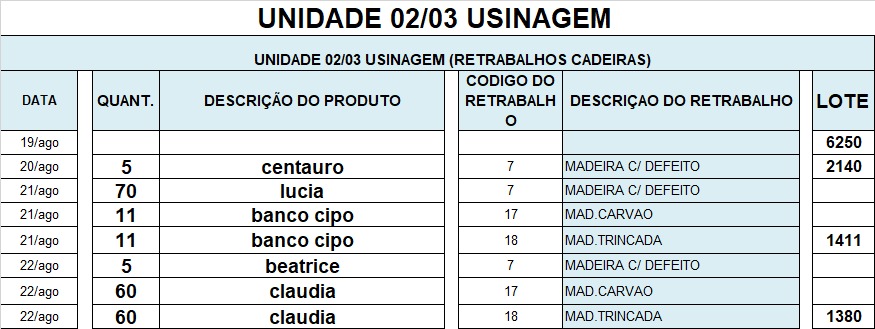 UNIDADE 02/03 USINAGEM
UNIDADE 02/03 USINAGEM (RETRABALHOS CADEIRAS)
DATA QUANT. DESCRIÇÃO DO PRODUTO CODIGO DO RETRABALHO DESCRIÇAO DO RETRABALHO LOTE
19/ago 6250
20/ago 5 centauro 7 MADEIRA C/ DEFEITO 2140
21/ago 70 lucia 7 MADEIRA C/ DEFEITO
21/ago 11 banco cipo 17 MAD.CARVAO
21/ago 11 banco cipo 18 MAD.TRINCADA 1411
22/ago 5 beatrice 7 MADEIRA C/ DEFEITO
22/ago 60 claudia 17 MAD.CARVAO
22/ago 60 claudia 18 MAD.TRINCADA 1380